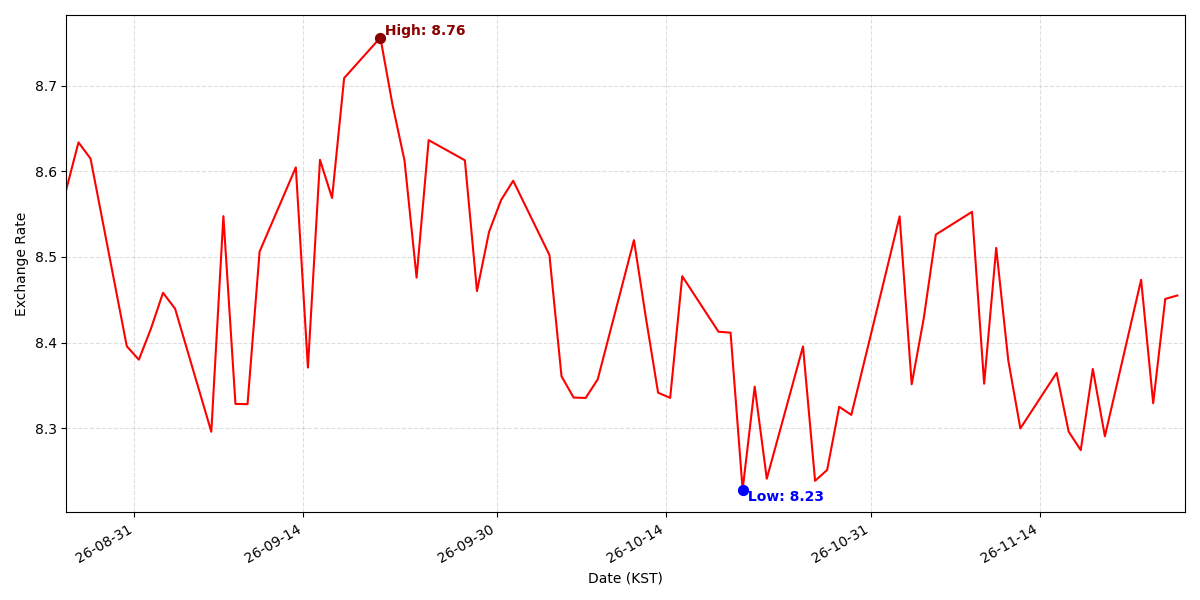 High: 8.76
8.7
8.6
8.5
8.4
8.3
Exchange Rate
Low: 8.23
26-08-31
26-09-14
26-09-30
26-10-14
26-10-31
26-11-14
Date (KST)